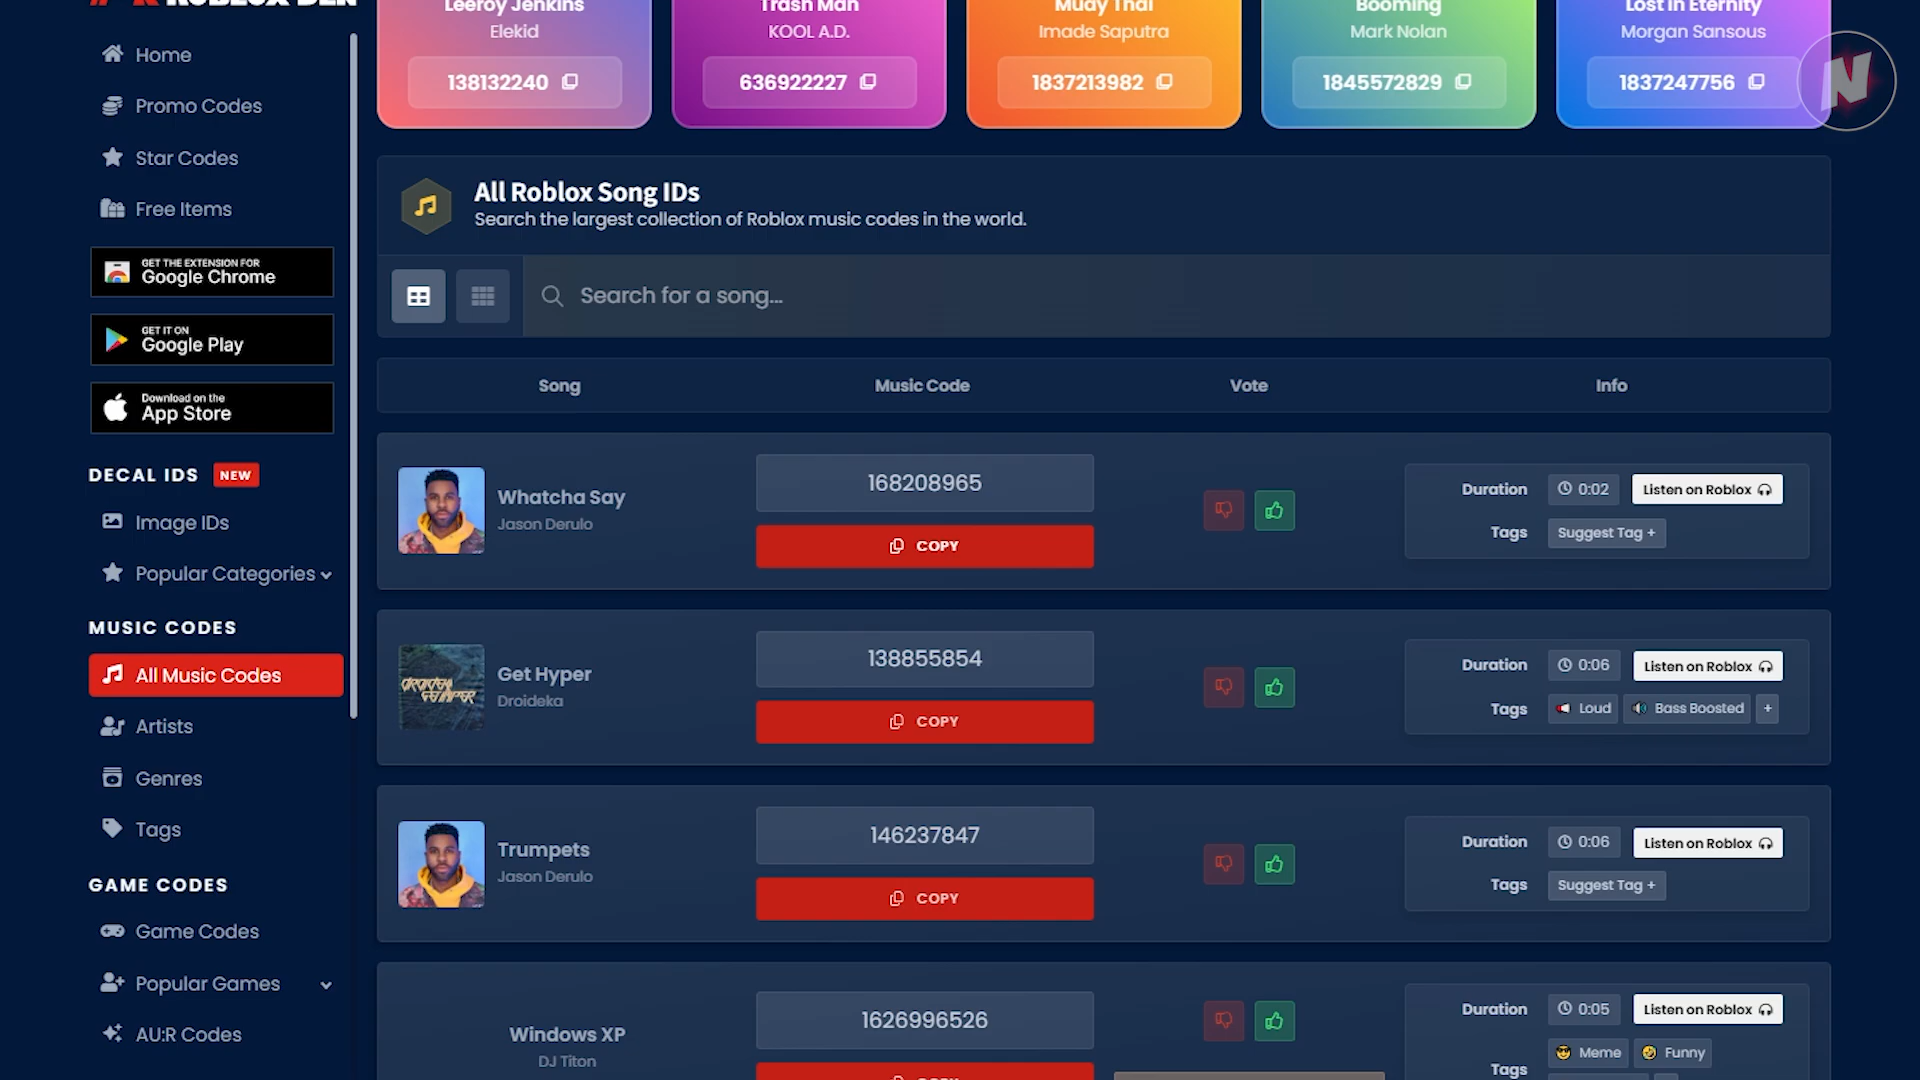 ROBLOX DEN
Home
Promo Codes
Star Codes
Free Items
GET THE EXTENSION FOR
Google Chrome
GET IT ON
Google Play
Download on the
App Store
DECAL IDS NEW
Image IDs
Popular Categories
MUSIC CODES
All Music Codes
Artists
Genres
Tags
GAME CODES
Game Codes
Popular Games
AU:R Codes
Leeroy Jenkins
Elekid
138132240
Trash Man
KOOL A.D.
636922227
Muay Thai
Imade Saputra
1837213982
Booming
Mark Nolan
1845572829
Lost In Eternity
Morgan Sansous
1837247756
N
All Roblox Song IDs
Search the largest collection of Roblox music codes in the world.
Search for a song...
Song Music Code Vote Info
Whatcha Say
Jason Derulo
168208965
COPY
Duration 0:02 Listen on Roblox
Tags Suggest Tag +
Get Hyper
Droideka
138855854
COPY
Duration 0:06 Listen on Roblox
Tags Loud Bass Boosted +
Trumpets
Jason Derulo
146237847
COPY
Duration 0:06 Listen on Roblox
Tags Suggest Tag +
Windows XP
DJ Titon
1626996526
COPY
Duration 0:05 Listen on Roblox
Tags Meme Funny